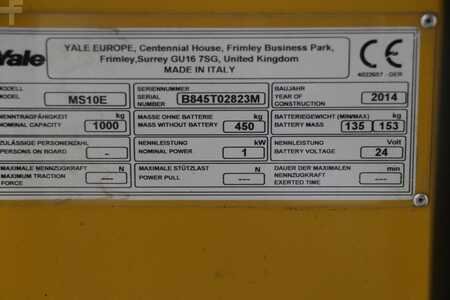 Yale
YALE EUROPE, Centennial House, Frimley Business Park,
Frimley, Surrey GU16 7SG, United Kingdom
MADE IN ITALY
CE
4022657 -GER
MODELL
MODEL
MS10E
SERIENNUMMER
SERIAL
NUMBER
B845T02823M
BAUJAHR
YEAR OF
CONSTRUCTION
2014
NENNTRAGFÄHIGKEIT kg
NOMINAL CAPACITY 1000
MASSE OHNE BATTERIE kg
MASS WITHOUT BATTERY 450
BATTERIEGEWICHT (MIN/MAX) kg
BATTERY MASS 135 153
ZULÄSSIGE PERSONENZAHL
PERSONS ON BOARD -
NENNLEISTUNG kW
NOMINAL POWER 1
NENNLEISTUNG Volt
BATTERY VOLTAGE 24
MAXIMALE NENNZUGKRAFT N
MAXIMUM TRACTION
FORCE
---
MAXIMALE STÜTZLAST N
POWER PULL ---
DAUER DER MAXIMALEN min
NENNZUGKRAFT
EXERTED TIME
---